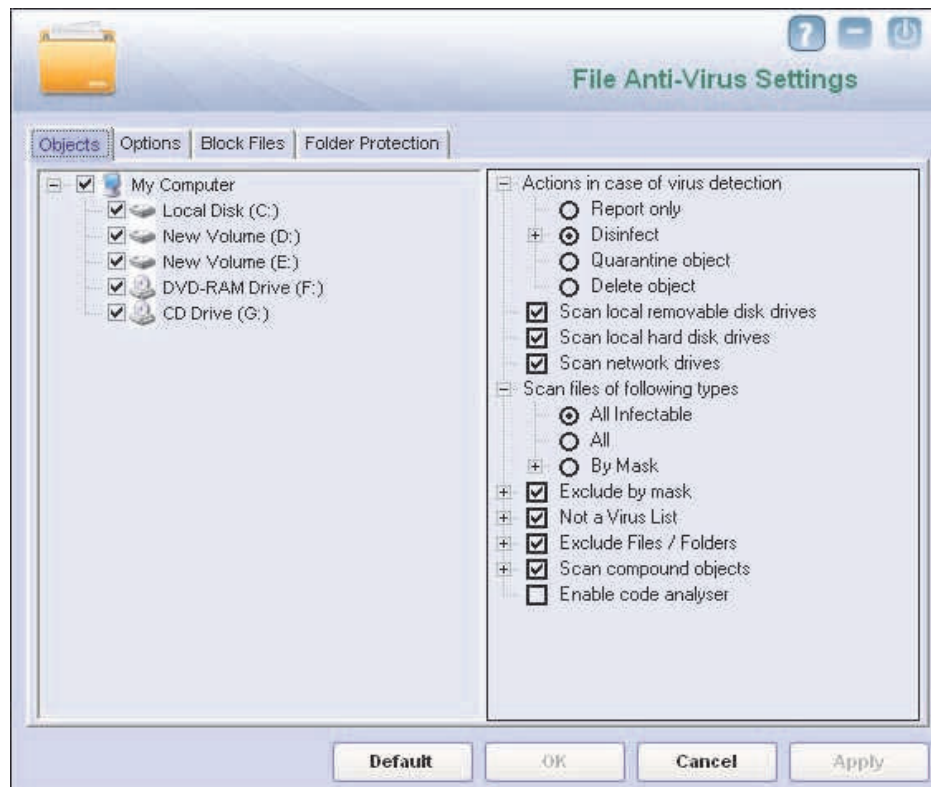 ?
File Anti-Virus Settings
Objects Options Block Files Folder Protection
My Computer
Local Disk (C:)
New Volume (D:)
New Volume (E:)
DVD-RAM Drive (F:)
CD Drive (G:)
Actions in case of virus detection
Report only
Disinfect
Quarantine object
Delete object
Scan local removable disk drives
Scan local hard disk drives
Scan network drives
Scan files of following types
All Infectable
All
By Mask
Exclude by mask
Not a Virus List
Exclude Files / Folders
Scan compound objects
Enable code analyser
Default OK Cancel Apply